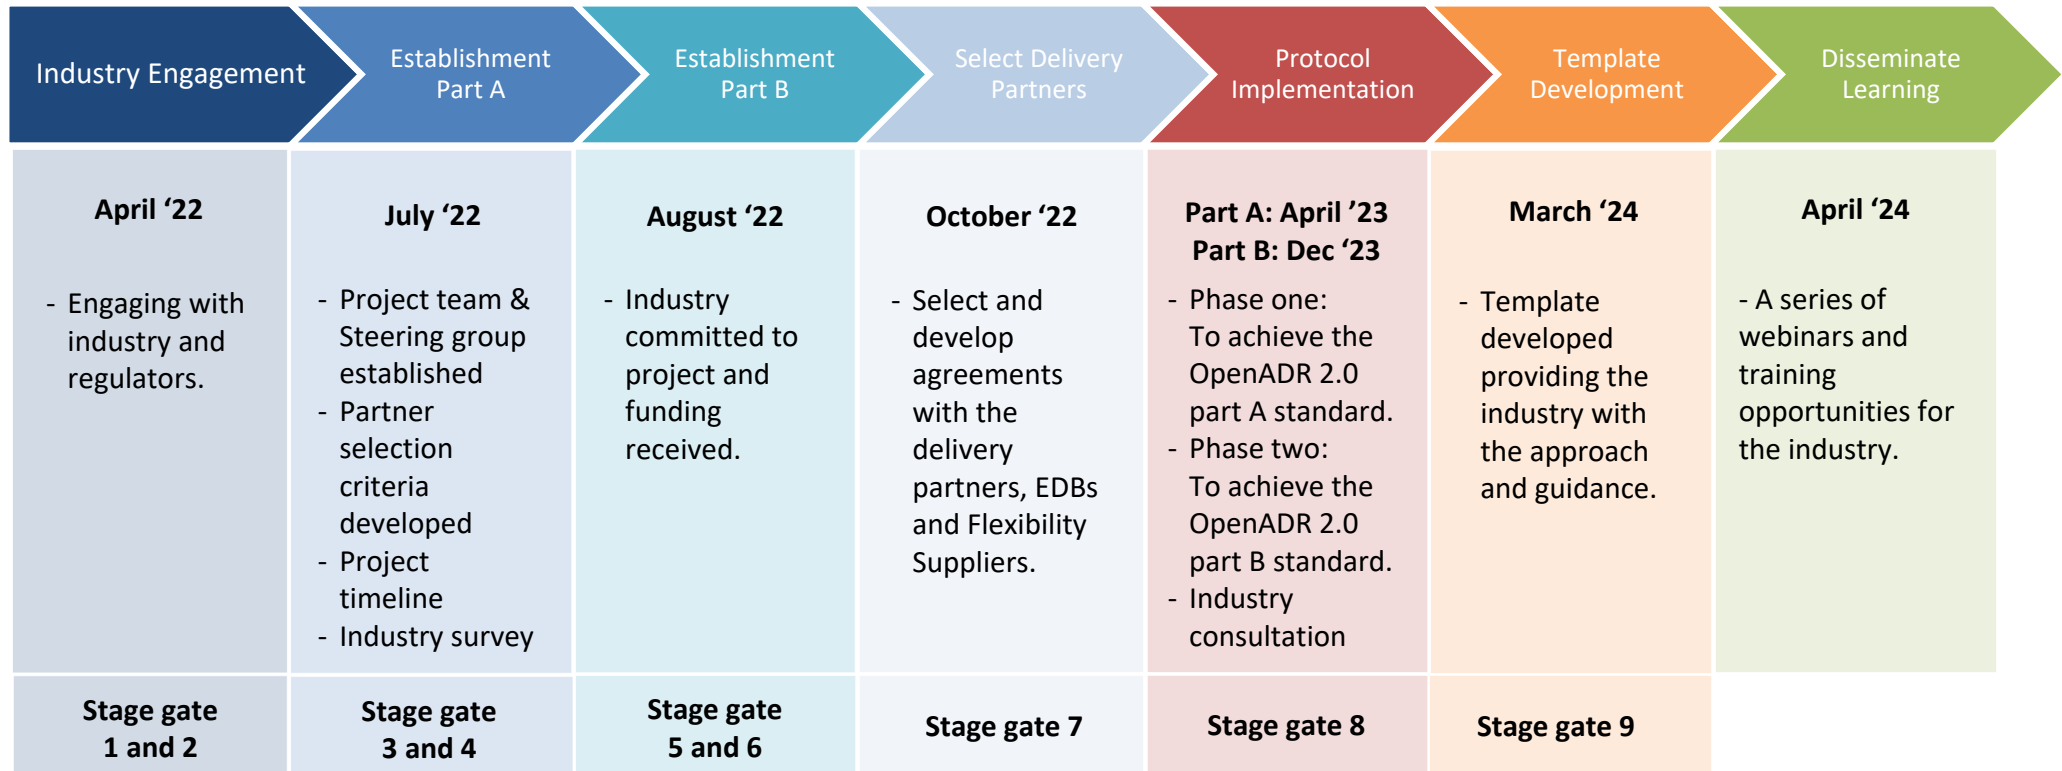 Industry Engagement
Establishment
Part A
Establishment
Part B
Select Delivery
Partners
Protocol
Implementation
Template
Development
Disseminate
Learning
April ‘22
- Engaging with
industry and
regulators.
Stage gate
1 and 2
July ‘22
- Project team &
Steering group
established
- Partner
selection
criteria
developed
- Project
timeline
- Industry survey
Stage gate
3 and 4
August ‘22
- Industry
committed to
project and
funding
received.
Stage gate
5 and 6
October ‘22
- Select and
develop
agreements
with the
delivery
partners, EDBs
and Flexibility
Suppliers.
Stage gate 7
Part A: April ’23
Part B: Dec ‘23
- Phase one:
To achieve the
OpenADR 2.0
part A standard.
- Phase two:
To achieve the
OpenADR 2.0
part B standard.
- Industry
consultation
Stage gate 8
March ‘24
- Template
developed
providing the
industry with
the approach
and guidance.
Stage gate 9
April ‘24
- A series of
webinars and
training
opportunities for
the industry.